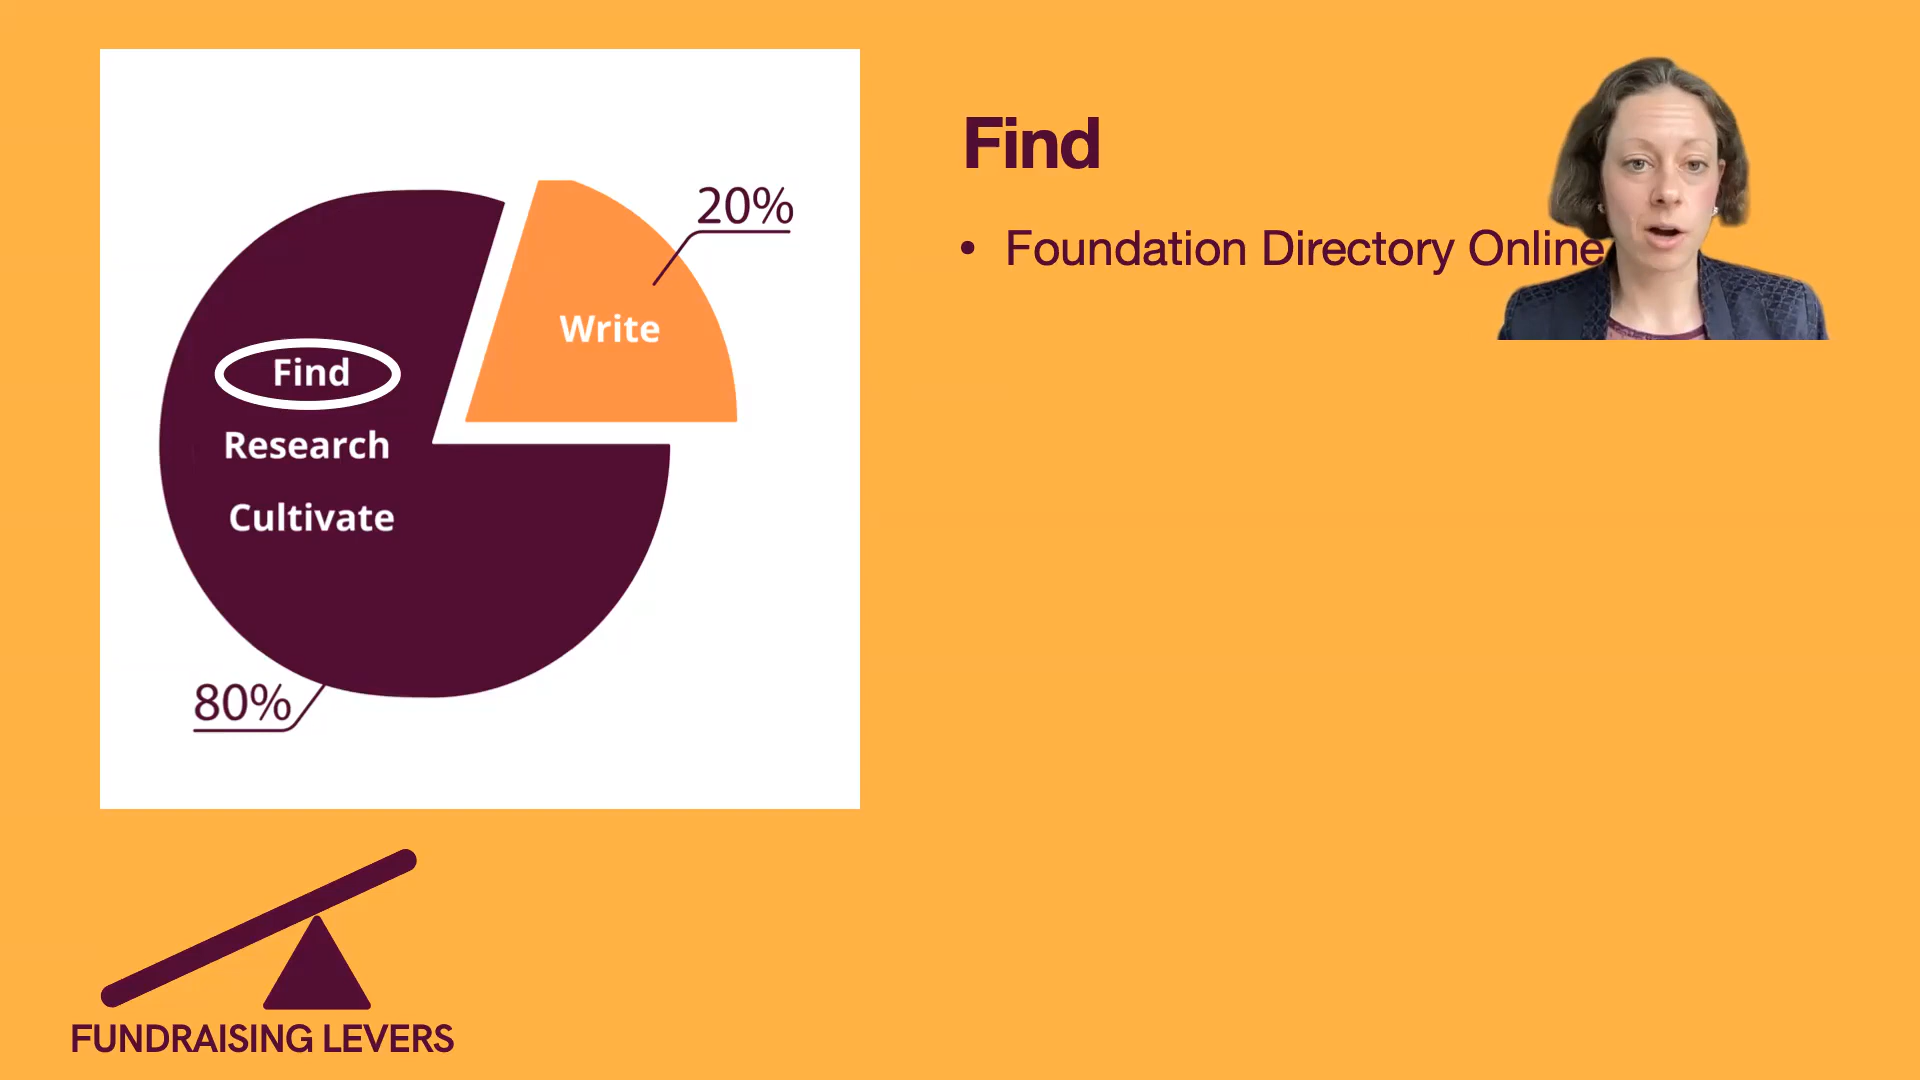 20%
Write
Find
Research
Cultivate
80%
FUNDRAISING LEVERS
Find
• Foundation Directory Online